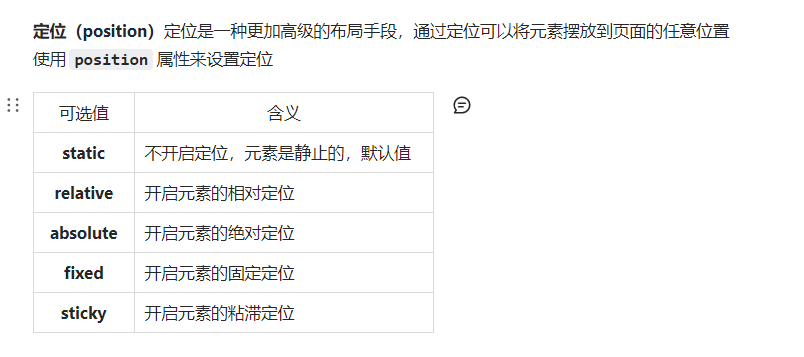 定位（position）定位是一种更加高级的布局手段，通过定位可以将元素摆放到页面的任意位置
使用 position 属性来设置定位
可选值 含义
static 不开启定位，元素是静止的，默认值
relative 开启元素的相对定位
absolute 开启元素的绝对定位
fixed 开启元素的固定定位
sticky 开启元素的粘滞定位